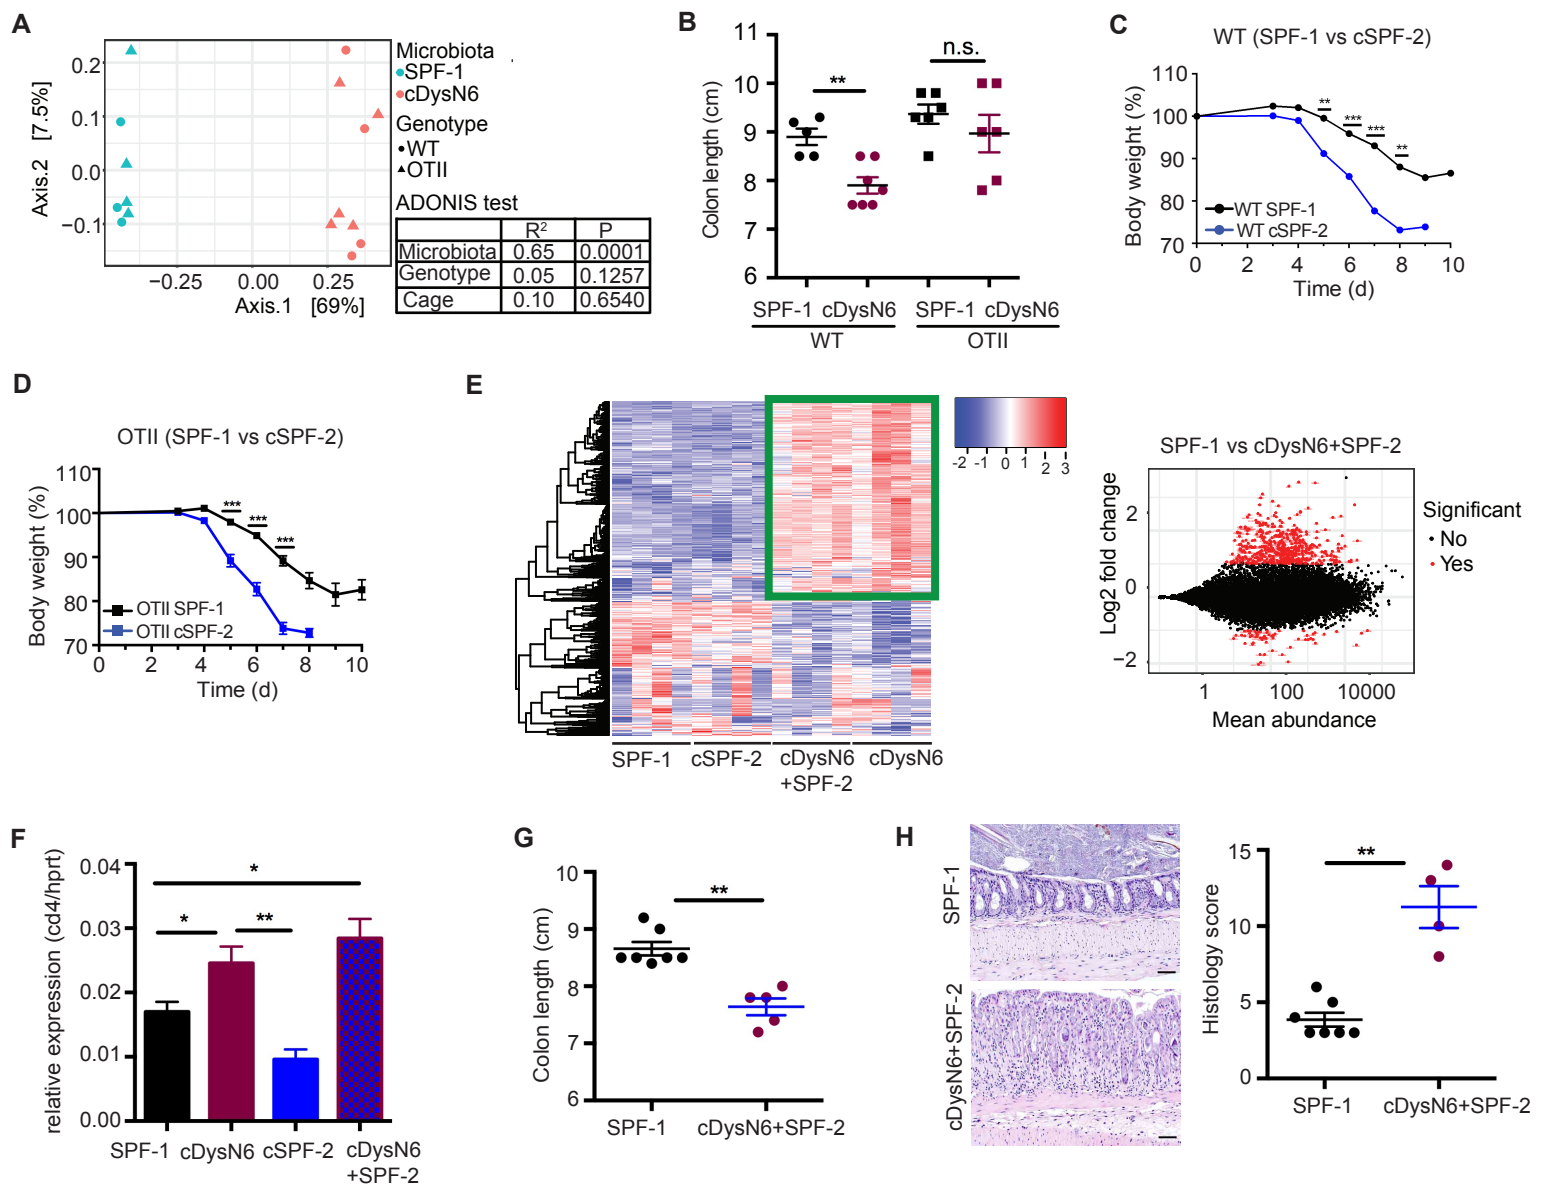 A
0.2
0.1
0.0
−0.1
Axis.2 [7.5%]
−0.25 0.00 0.25
Axis.1 [69%]
Microbiota
SPF-1
cDysN6
Genotype
WT
OTII
ADONIS test
R² P
Microbiota 0.65 0.0001
Genotype 0.05 0.1257
Cage 0.10 0.6540
B
11
10
9
8
7
6
Colon length (cm)
** n.s.
SPF-1 cDysN6 SPF-1 cDysN6
WT OTII
C
WT (SPF-1 vs cSPF-2)
110
100
90
80
70
Body weight (%)
** *** *** **
WT SPF-1
WT cSPF-2
0 2 4 6 8 10
Time (d)
D
OTII (SPF-1 vs cSPF-2)
110
100
90
80
70
Body weight (%)
*** *** ***
OTII SPF-1
OTII cSPF-2
0 2 4 6 8 10
Time (d)
E
-2 -1 0 1 2 3
SPF-1 cSPF-2 cDysN6 cDysN6
+SPF-2
SPF-1 vs cDysN6+SPF-2
2
0
−2
Log2 fold change
1 100 10000
Mean abundance
Significant
No
Yes
F
0.04
0.03
0.02
0.01
0.00
relative expression (cd4/hprt)
*
* **
SPF-1 cDysN6 cSPF-2 cDysN6
+SPF-2
G
10
9
8
7
6
Colon length (cm)
**
SPF-1 cDysN6+SPF-2
H
SPF-1
cDysN6+SPF-2
15
10
5
0
Histology score
**
SPF-1 cDysN6+SPF-2